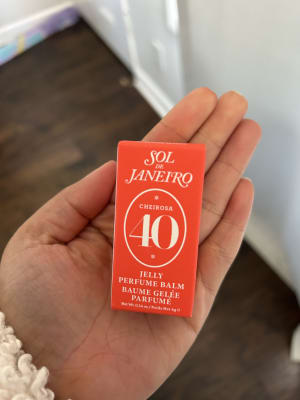 SOL
DE
JANEIRO
CHEIROSA
40
JELLY
PERFUME BALM
BAUME GELÉE
PARFUMÉ